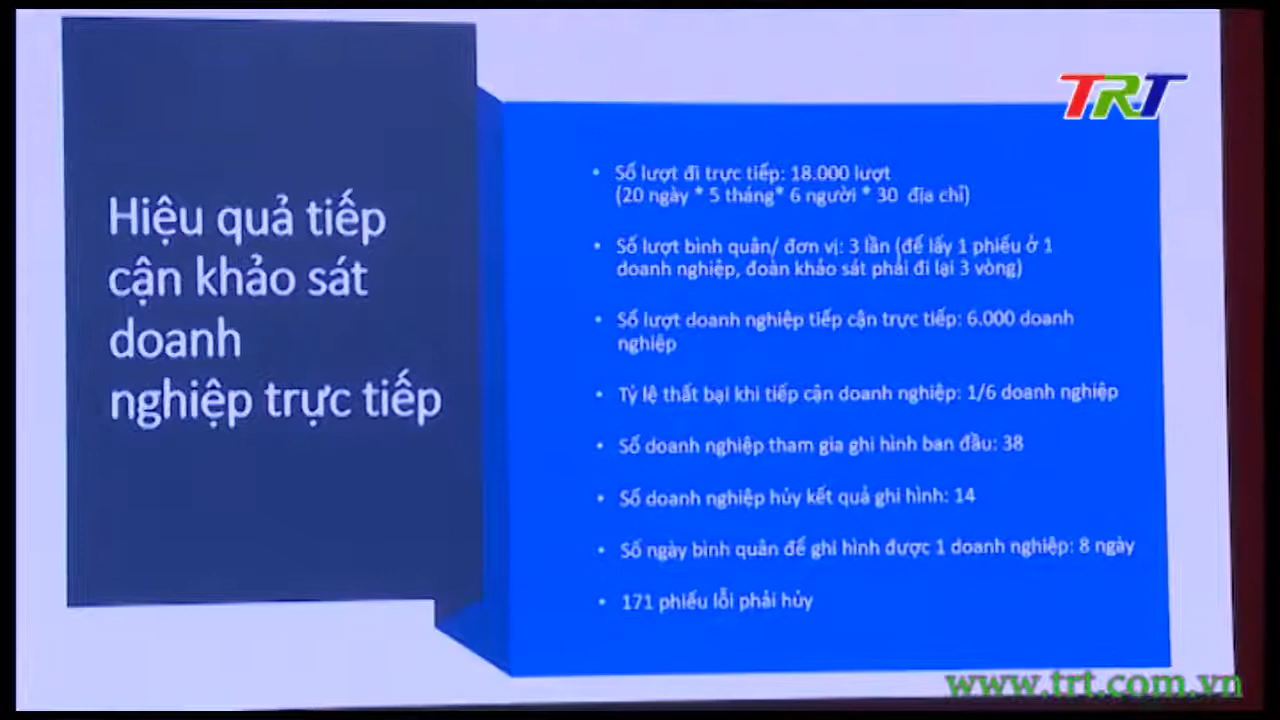 TRT
Hiệu quả tiếp
cận khảo sát
doanh
nghiệp trực tiếp
• Số lượt đi trực tiếp: 18.000 lượt
(20 ngày * 5 tháng* 6 người * 30 địa chỉ)
• Số lượt bình quân/ đơn vị: 3 lần (để lấy 1 phiếu ở 1
doanh nghiệp, đoàn khảo sát phải đi lại 3 vòng)
• Số lượt doanh nghiệp tiếp cận trực tiếp: 6.000 doanh
nghiệp
• Tỷ lệ thất bại khi tiếp cận doanh nghiệp: 1/6 doanh nghiệp
• Số doanh nghiệp tham gia ghi hình ban đầu: 38
• Số doanh nghiệp hủy kết quả ghi hình: 14
• Số ngày bình quân để ghi hình được 1 doanh nghiệp: 8 ngày
• 171 phiếu lỗi phải hủy
www.trt.com.vn